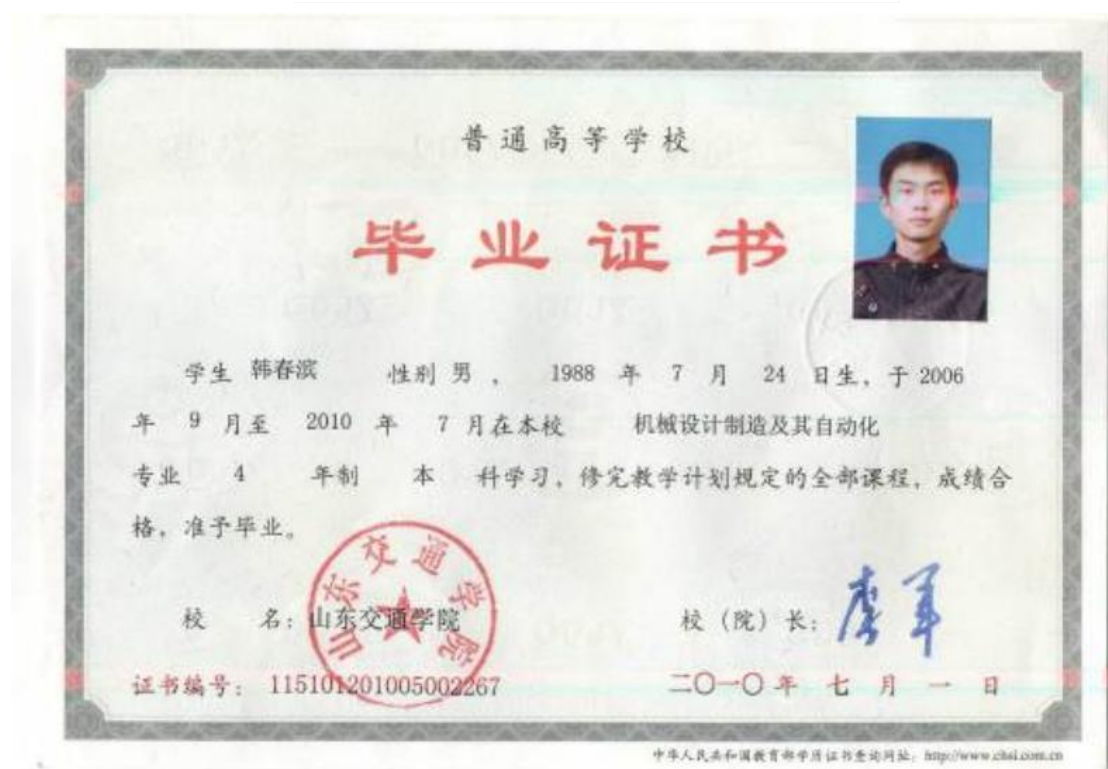 普通高等学校
毕业证书
学生 韩春滨 性别 男 , 1988 年 7 月 24 日生, 于 2006
年 9 月至 2010 年 7 月在本校 机械设计制造及其自动化
专业 4 年制 本 科学习, 修完教学计划规定的全部课程, 成绩合
格, 准予毕业。
山东交通学院
校 名: 山东交通学院 校 (院) 长:
证书编号: 115101201005002267 二〇一〇年 七 月 一 日
中华人民共和国教育部学历证书查询网址: http://www.chsi.com.cn